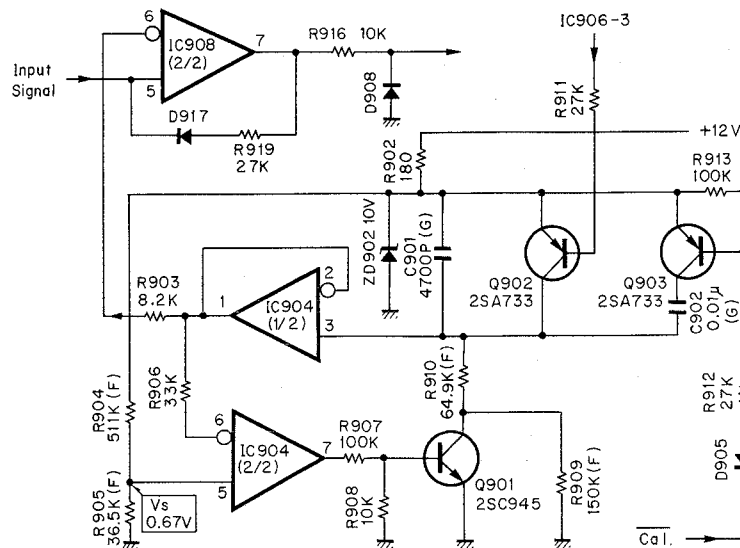 6
IC908
(2/2)
7
5
Input
Signal
R916 10K
D908
D917
R919
27K
IC906-3
R911
27K
+12V
R902
180
R913
100K
ZD902 10V
C901
4700P (G)
Q902
2SA733
Q903
2SA733
C902
0.01μ
(G)
R903
8.2K
1
2
IC904
(1/2)
3
R906
33K
R910
64.9K (F)
R904
511K (F)
6
IC904
(2/2)
7
5
R907
100K
R908
10K
Q901
2SC945
R909
150K (F)
R905
36.5K (F)
Vs
0.67V
R912
27K
D905
Cal.